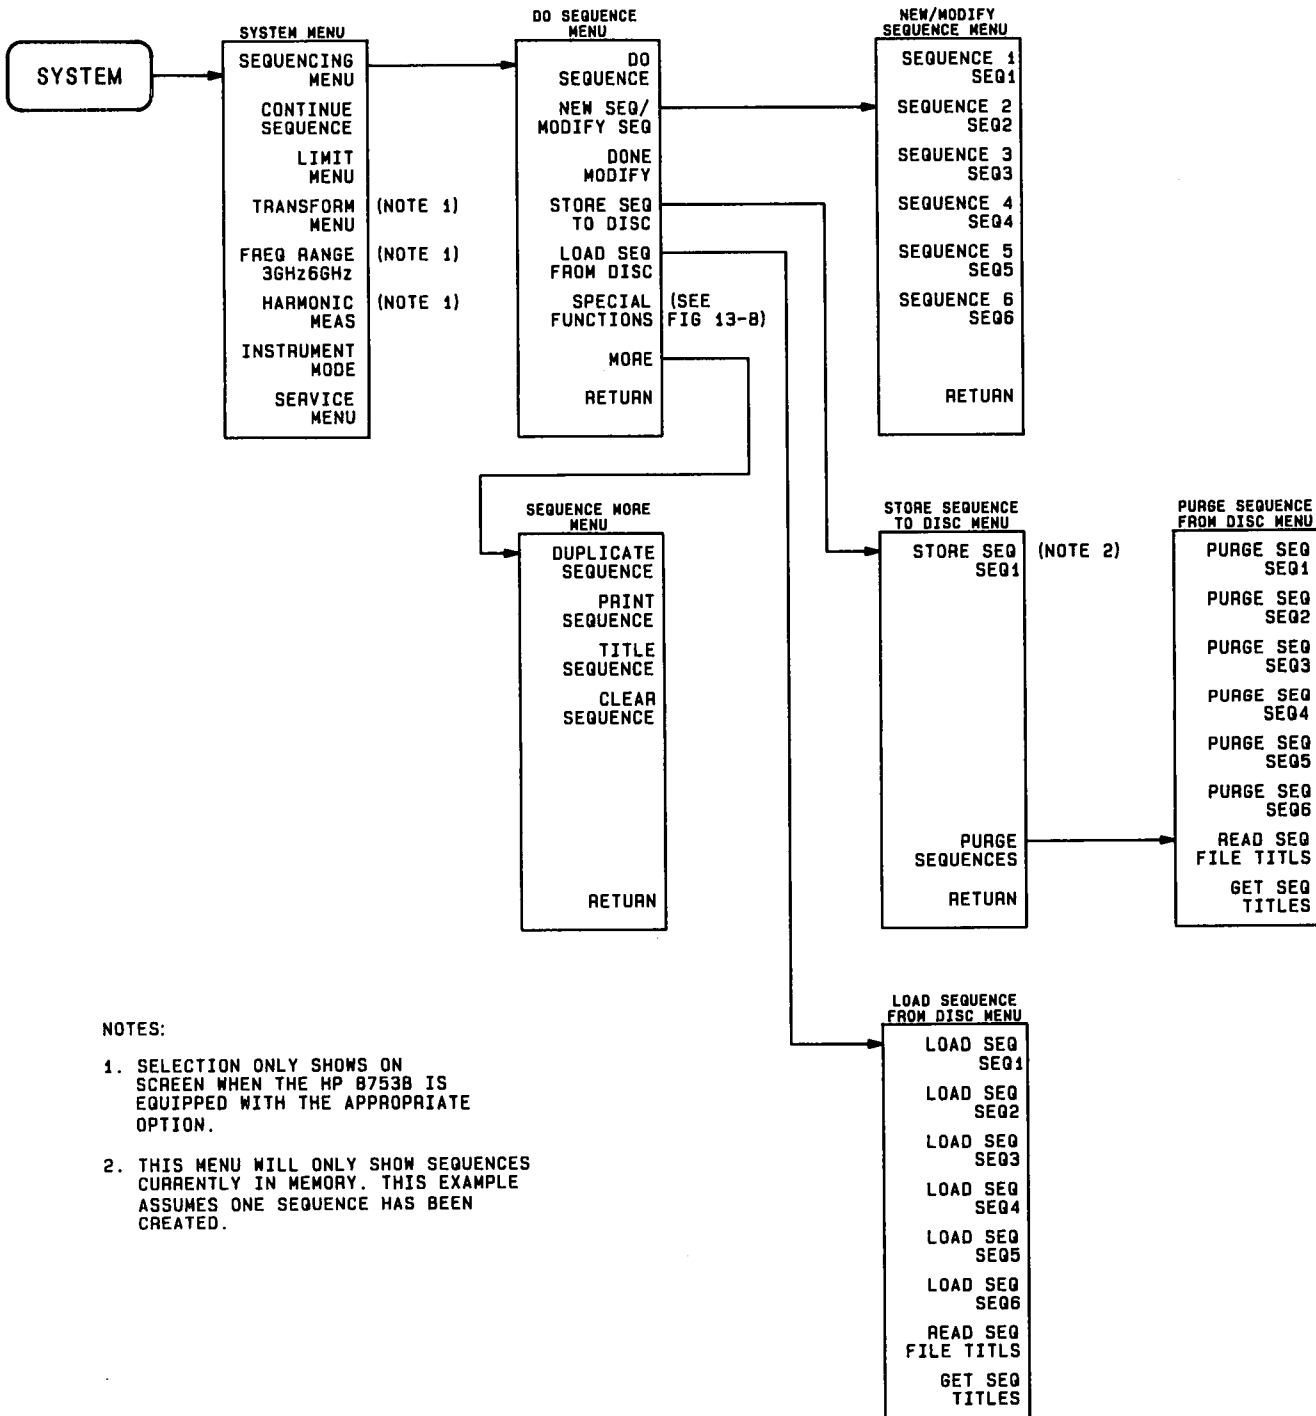 SYSTEM
SYSTEM MENU
SEQUENCING
MENU
CONTINUE
SEQUENCE
LIMIT
MENU
TRANSFORM (NOTE 1)
MENU
FREQ RANGE (NOTE 1)
3GHz6GHz
HARMONIC (NOTE 1)
MEAS
INSTRUMENT
MODE
SERVICE
MENU
DO SEQUENCE
MENU
DO
SEQUENCE
NEW SEQ/
MODIFY SEQ
DONE
MODIFY
STORE SEQ
TO DISC
LOAD SEQ
FROM DISC
SPECIAL (SEE
FUNCTIONS FIG 13-8)
MORE
RETURN
NEW/MODIFY
SEQUENCE MENU
SEQUENCE 1
SEQ1
SEQUENCE 2
SEQ2
SEQUENCE 3
SEQ3
SEQUENCE 4
SEQ4
SEQUENCE 5
SEQ5
SEQUENCE 6
SEQ6
RETURN
SEQUENCE MORE
MENU
DUPLICATE
SEQUENCE
PRINT
SEQUENCE
TITLE
SEQUENCE
CLEAR
SEQUENCE
RETURN
STORE SEQUENCE
TO DISC MENU
STORE SEQ (NOTE 2)
SEQ1
PURGE
SEQUENCES
RETURN
PURGE SEQUENCE
FROM DISC MENU
PURGE SEQ
SEQ1
PURGE SEQ
SEQ2
PURGE SEQ
SEQ3
PURGE SEQ
SEQ4
PURGE SEQ
SEQ5
PURGE SEQ
SEQ6
READ SEQ
FILE TITLS
GET SEQ
TITLES
LOAD SEQUENCE
FROM DISC MENU
LOAD SEQ
SEQ1
LOAD SEQ
SEQ2
LOAD SEQ
SEQ3
LOAD SEQ
SEQ4
LOAD SEQ
SEQ5
LOAD SEQ
SEQ6
READ SEQ
FILE TITLS
GET SEQ
TITLES
NOTES:
1. SELECTION ONLY SHOWS ON
SCREEN WHEN THE HP 8753B IS
EQUIPPED WITH THE APPROPRIATE
OPTION.
2. THIS MENU WILL ONLY SHOW SEQUENCES
CURRENTLY IN MEMORY. THIS EXAMPLE
ASSUMES ONE SEQUENCE HAS BEEN
CREATED.